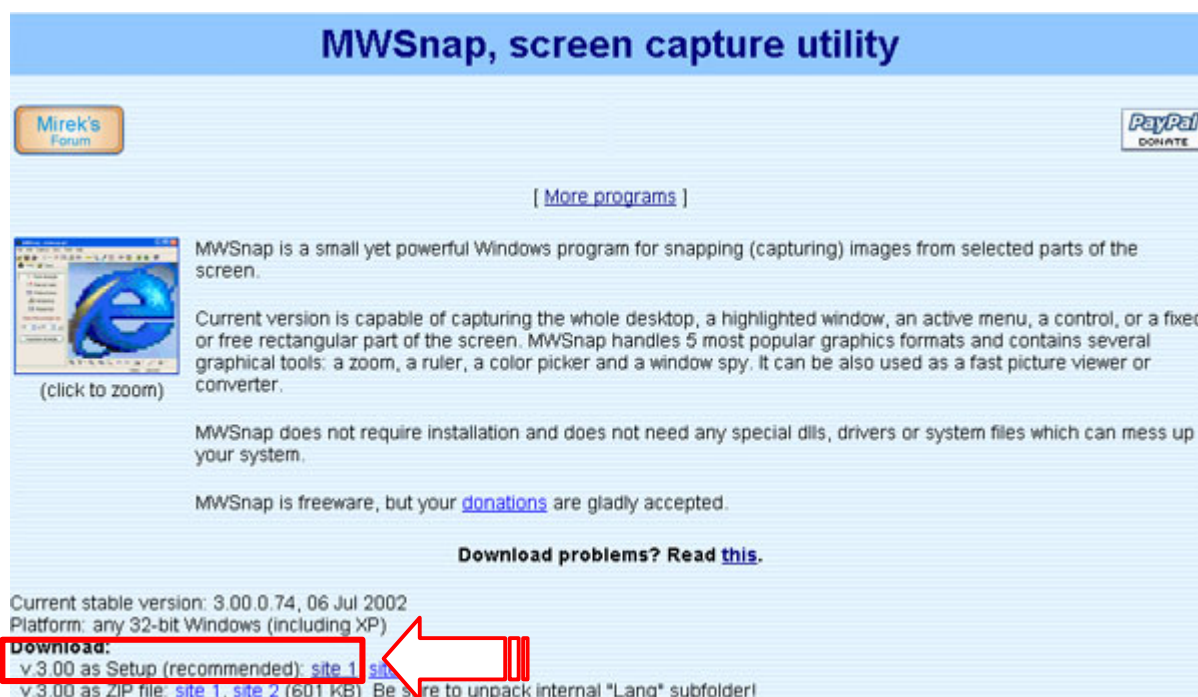 MWSnap, screen capture utility
Mirek's
Forum
PayPal
DONATE
[ More programs ]
MWSnap is a small yet powerful Windows program for snapping (capturing) images from selected parts of the
screen.
Current version is capable of capturing the whole desktop, a highlighted window, an active menu, a control, or a fixed
or free rectangular part of the screen. MWSnap handles 5 most popular graphics formats and contains several
graphical tools: a zoom, a ruler, a color picker and a window spy. It can be also used as a fast picture viewer or
converter.
(click to zoom)
MWSnap does not require installation and does not need any special dlls, drivers or system files which can mess up
your system.
MWSnap is freeware, but your donations are gladly accepted.
Download problems? Read this.
Current stable version: 3.00.0.74, 06 Jul 2002
Platform: any 32-bit Windows (including XP)
Download:
v.3.00 as Setup (recommended): site 1,
v.3.00 as ZIP file: site 1, site 2 (601 KB) Be sure to unpack internal "Lang" subfolder!